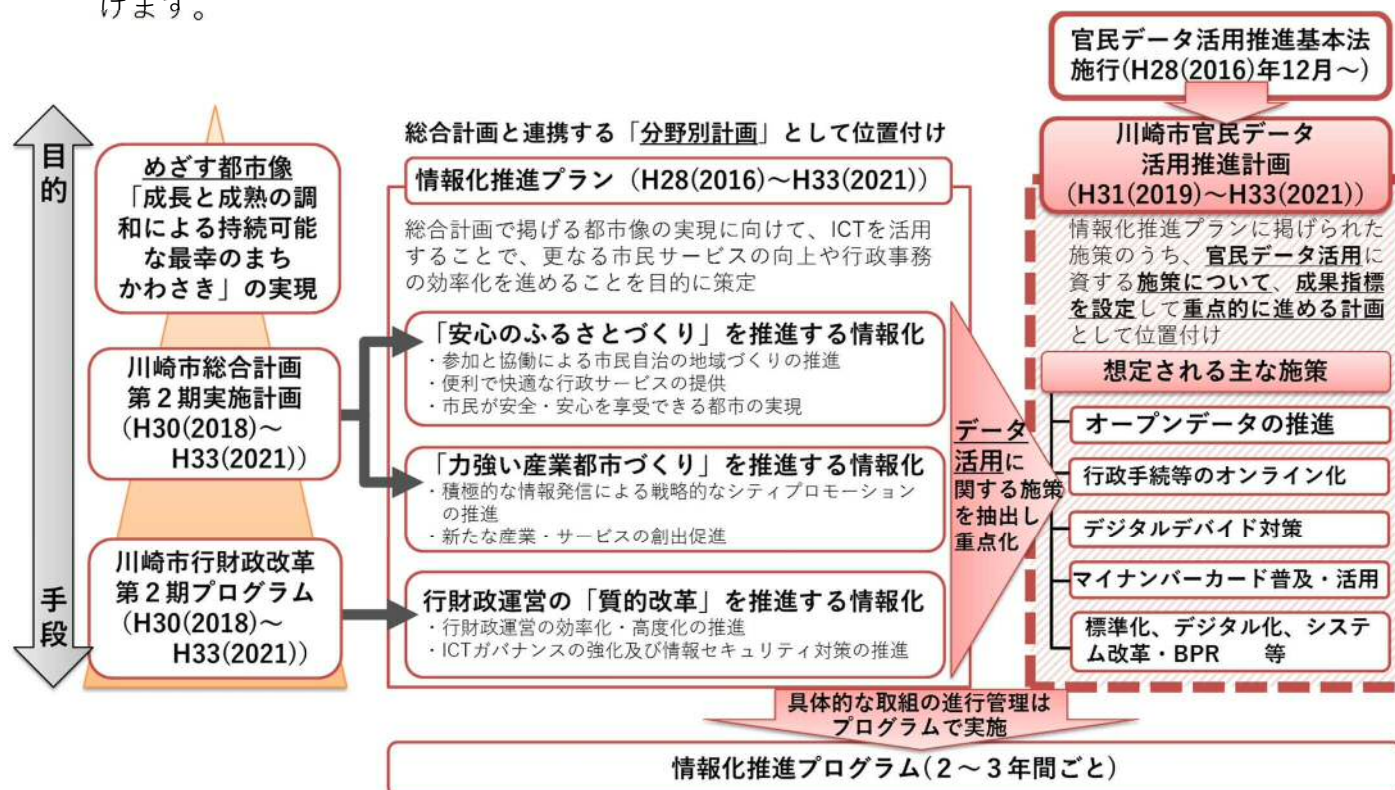 けます。
官民データ活用推進基本法
施行(H28(2016)年12月～)
目的
手段
めざす都市像
「成長と成熟の調
和による持続可能
な最幸のまち
かわさき」の実現
川崎市総合計画
第２期実施計画
(H30(2018)～
H33(2021))
川崎市行財政改革
第２期プログラム
(H30(2018)～
H33(2021))
総合計画と連携する「分野別計画」として位置付け
情報化推進プラン（H28(2016)～H33(2021)）
総合計画で掲げる都市像の実現に向けて、ICTを活用
することで、更なる市民サービスの向上や行政事務
の効率化を進めることを目的に策定
「安心のふるさとづくり」を推進する情報化
・参加と協働による市民自治の地域づくりの推進
・便利で快適な行政サービスの提供
・市民が安全・安心を享受できる都市の実現
「力強い産業都市づくり」を推進する情報化
・積極的な情報発信による戦略的なシティプロモーション
の推進
・新たな産業・サービスの創出促進
行財政運営の「質的改革」を推進する情報化
・行財政運営の効率化・高度化の推進
・ICTガバナンスの強化及び情報セキュリティ対策の推進
データ
活用に
関する施策
を抽出し
重点化
川崎市官民データ
活用推進計画
(H31(2019)～H33(2021))
情報化推進プランに掲げられた
施策のうち、官民データ活用に
資する施策について、成果指標
を設定して重点的に進める計画
として位置付け
想定される主な施策
オープンデータの推進
行政手続等のオンライン化
デジタルデバイド対策
マイナンバーカード普及・活用
標準化、デジタル化、システ
ム改革・BPR　等
具体的な取組の進行管理は
プログラムで実施
情報化推進プログラム(２～３年間ごと)